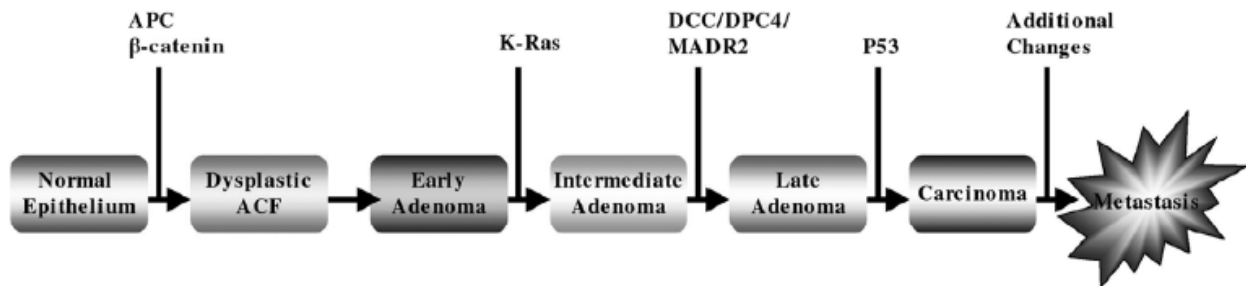 APC
β-catenin
K-Ras
DCC/DPC4/
MADR2
P53
Additional
Changes
Normal
Epithelium
Dysplastic
ACF
Early
Adenoma
Intermediate
Adenoma
Late
Adenoma
Carcinoma
Metastasis